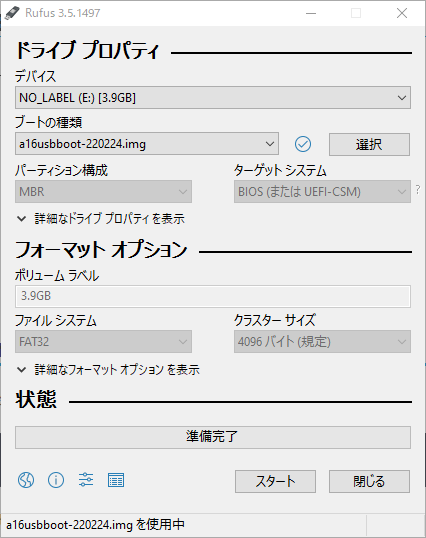 Rufus 3.5.1497
ドライブ プロパティ
デバイス
NO_LABEL (E:) [3.9GB]
ブートの種類
a16usbboot-220224.img
選択
パーティション構成
ターゲット システム
MBR
BIOS (または UEFI-CSM)
?
詳細なドライブ プロパティを表示
フォーマット オプション
ボリューム ラベル
3.9GB
ファイル システム
クラスター サイズ
FAT32
4096 バイト (規定)
詳細なフォーマット オプション を表示
状態
準備完了
スタート
閉じる
a16usbboot-220224.img を使用中